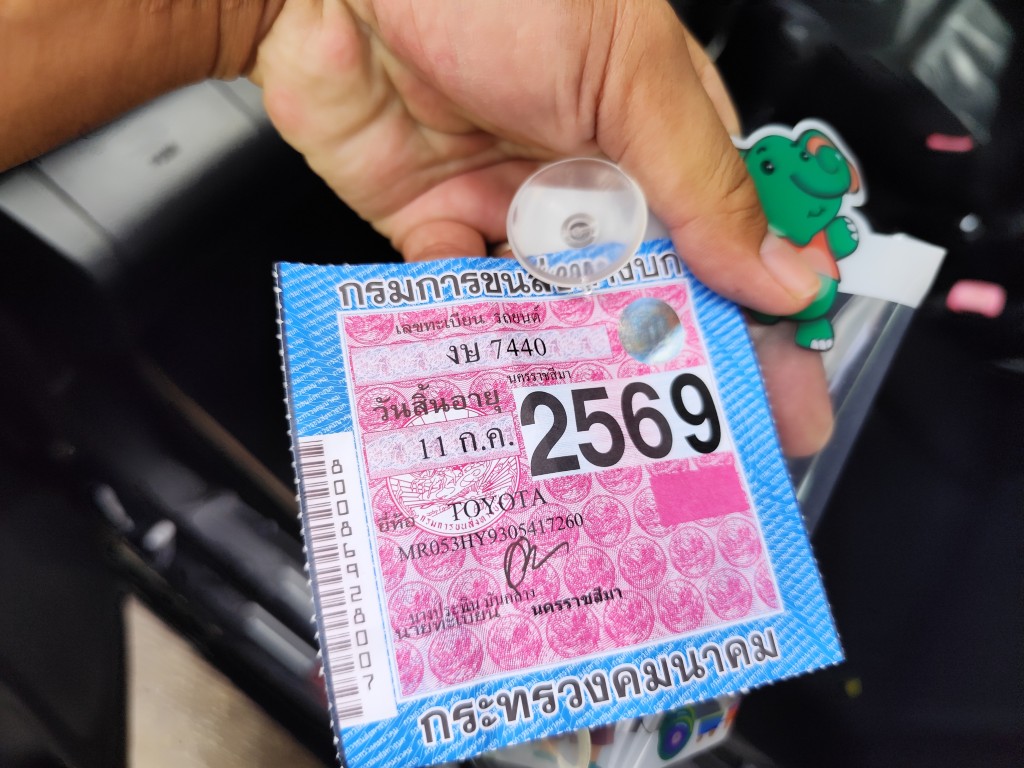 กรมการขนส่งทางบก
เลขทะเบียน รถยนต์
งษ 7440
นครราชสีมา
วันสิ้นอายุ
11 ก.ค. 2569
ยี่ห้อ TOYOTA
MR053HY9305417260
นายทะเบียน นครราชสีมา
กระทรวงคมนาคม
8008692928007